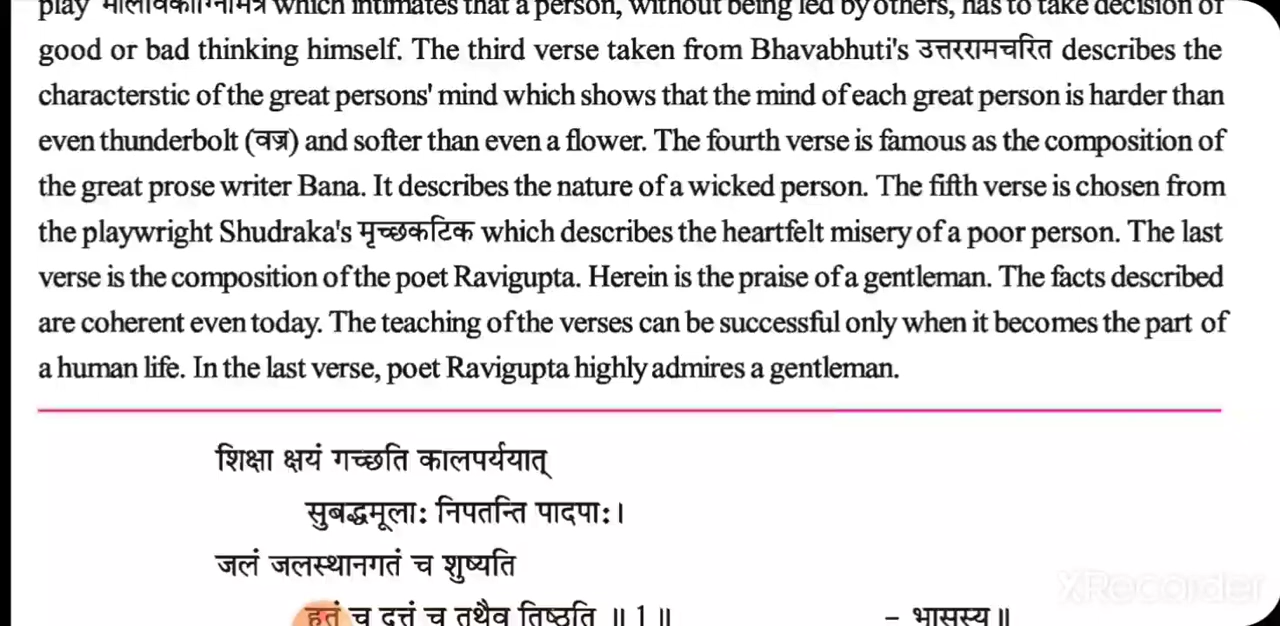 play मालविकाग्निमित्र which intimates that a person, without being led by others, has to take decision of
good or bad thinking himself. The third verse taken from Bhavabhuti's उत्तररामचरित describes the
characterstic of the great persons' mind which shows that the mind of each great person is harder than
even thunderbolt (वज्र) and softer than even a flower. The fourth verse is famous as the composition of
the great prose writer Bana. It describes the nature of a wicked person. The fifth verse is chosen from
the playwright Shudraka's मृच्छकटिक which describes the heartfelt misery of a poor person. The last
verse is the composition of the poet Ravigupta. Herein is the praise of a gentleman. The facts described
are coherent even today. The teaching of the verses can be successful only when it becomes the part of
a human life. In the last verse, poet Ravigupta highly admires a gentleman.
शिक्षा क्षयं गच्छति कालपर्ययात्
सुबद्धमूलाः निपतन्ति पादपाः।
जलं जलस्थानगतं च शुष्यति
हुतं च दत्तं च तथैव तिष्ठति ॥ 1 ॥ – भासस्य॥
XRecorder